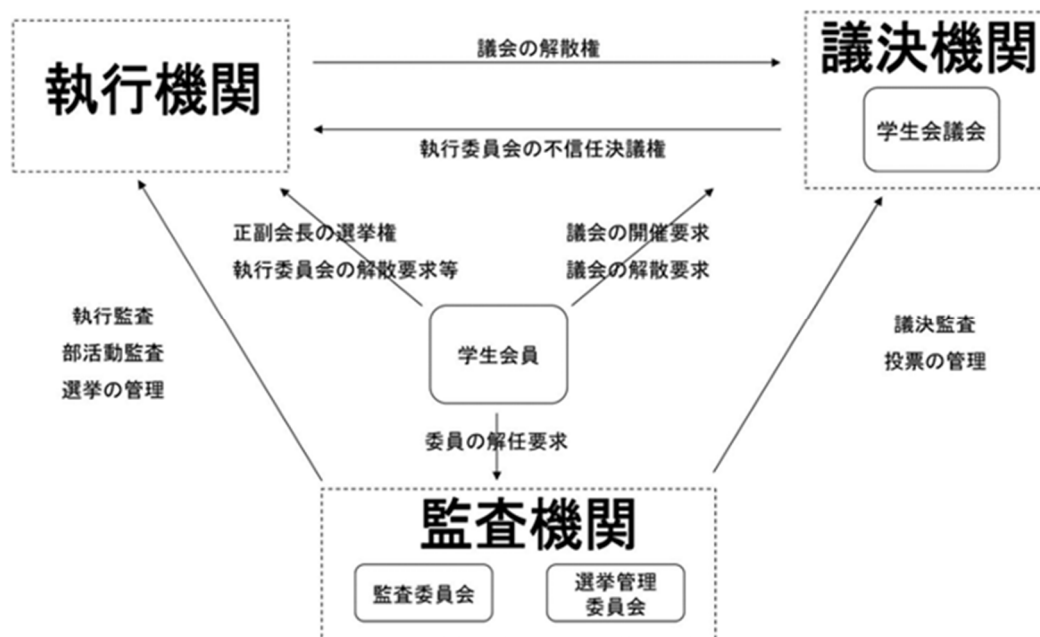 執行機関
議会の解散権
議決機関
学生会議会
執行委員会の不信任決議権
正副会長の選挙権
執行委員会の解散要求等
議会の開催要求
議会の解散要求
執行監査
部活動監査
選挙の管理
学生会員
議決監査
投票の管理
委員の解任要求
監査機関
監査委員会
選挙管理
委員会